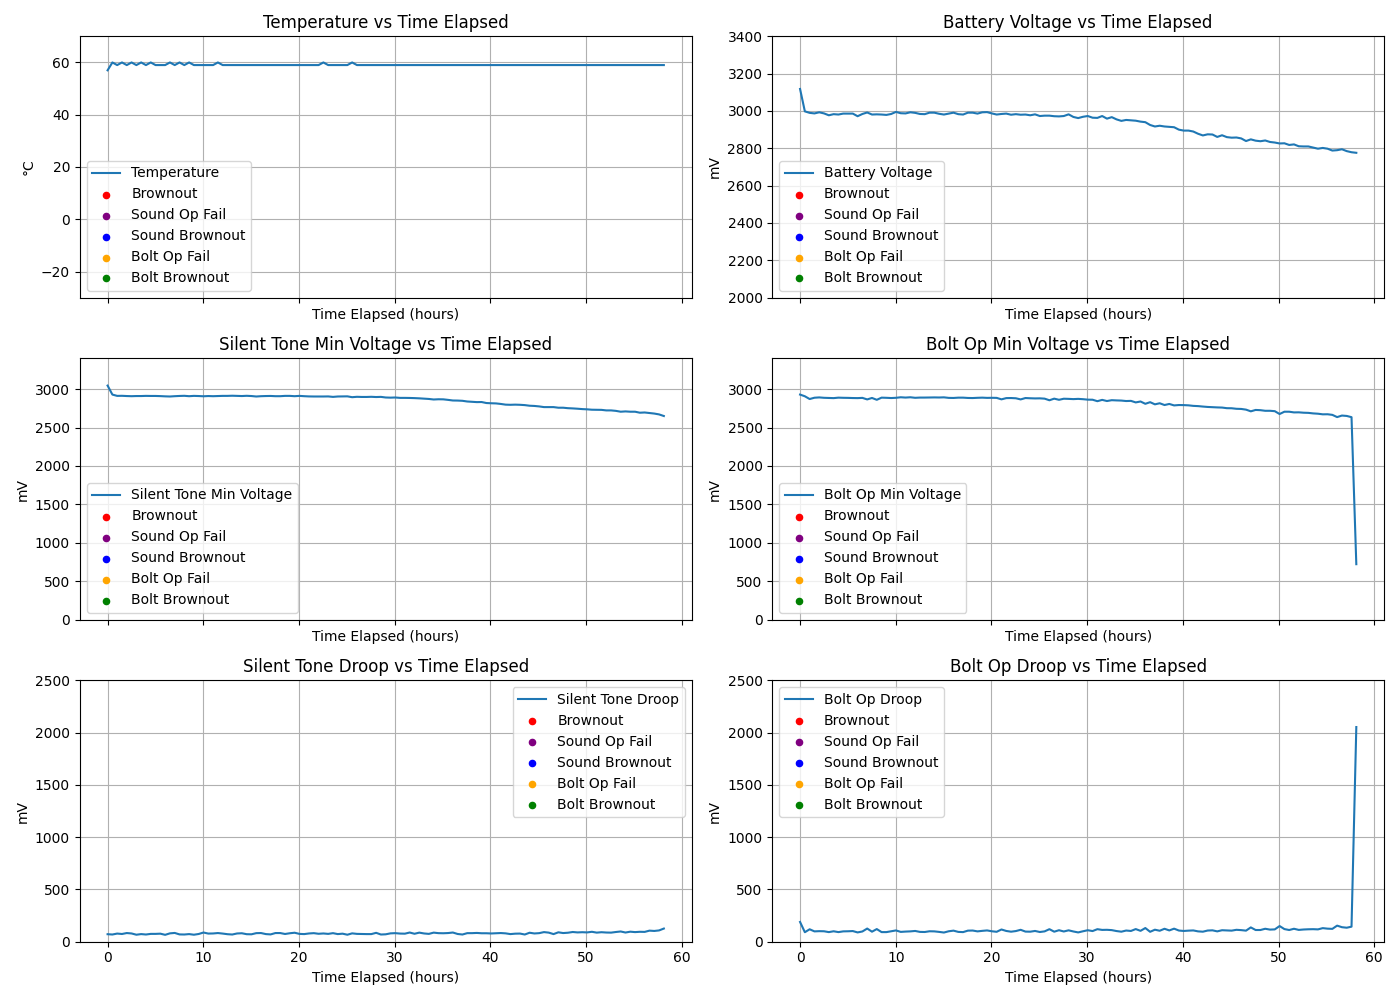 Temperature vs Time Elapsed
60
40
20
0
−20
°C
Temperature
Brownout
Sound Op Fail
Sound Brownout
Bolt Op Fail
Bolt Brownout
Time Elapsed (hours)
Battery Voltage vs Time Elapsed
3400
3200
3000
2800
2600
2400
2200
2000
mV
Battery Voltage
Brownout
Sound Op Fail
Sound Brownout
Bolt Op Fail
Bolt Brownout
Time Elapsed (hours)
Silent Tone Min Voltage vs Time Elapsed
3000
2500
2000
1500
1000
500
0
mV
Silent Tone Min Voltage
Brownout
Sound Op Fail
Sound Brownout
Bolt Op Fail
Bolt Brownout
Time Elapsed (hours)
Bolt Op Min Voltage vs Time Elapsed
3000
2500
2000
1500
1000
500
0
mV
Bolt Op Min Voltage
Brownout
Sound Op Fail
Sound Brownout
Bolt Op Fail
Bolt Brownout
Time Elapsed (hours)
Silent Tone Droop vs Time Elapsed
2500
2000
1500
1000
500
0
mV
Silent Tone Droop
Brownout
Sound Op Fail
Sound Brownout
Bolt Op Fail
Bolt Brownout
0 10 20 30 40 50 60
Time Elapsed (hours)
Bolt Op Droop vs Time Elapsed
2500
2000
1500
1000
500
0
mV
Bolt Op Droop
Brownout
Sound Op Fail
Sound Brownout
Bolt Op Fail
Bolt Brownout
0 10 20 30 40 50 60
Time Elapsed (hours)